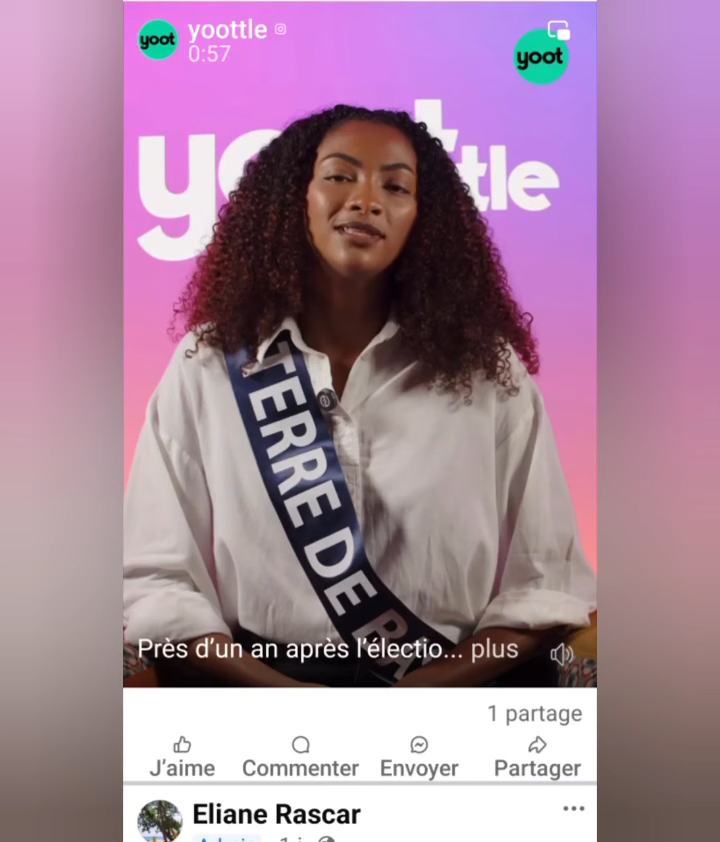 yoot
yoottle
0:57
yoot
yoottle
TERRE DE
Près d'un an après l'électio... plus
1 partage
J'aime
Commenter
Envoyer
Partager
Eliane Rascar